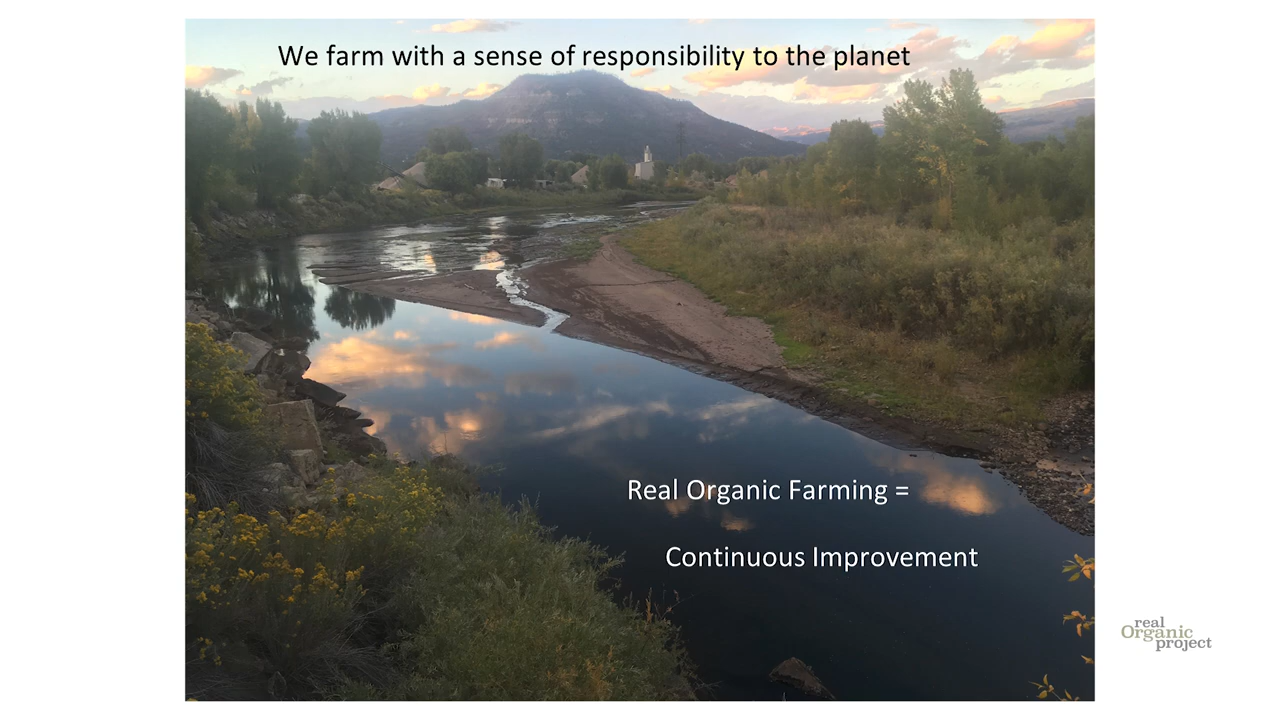 We farm with a sense of responsibility to the planet
Real Organic Farming =
Continuous Improvement
real
Organic
project